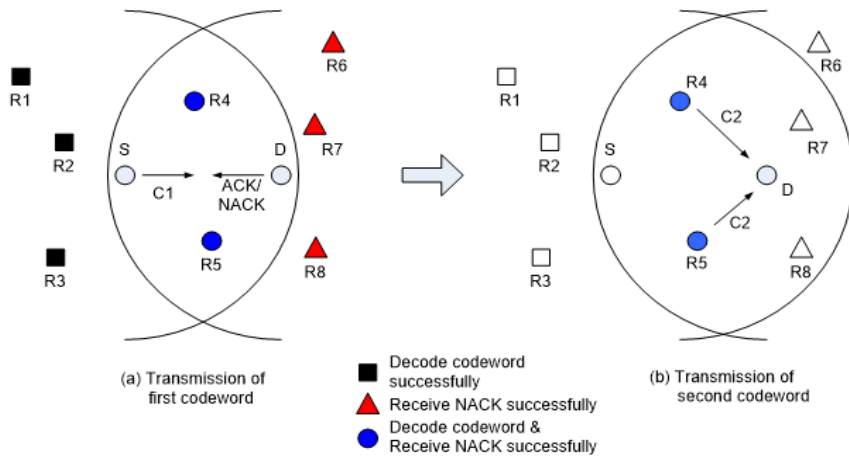 R6
R1
R4
R7
R2
S
D
C1
ACK/
NACK
R5
R3
R8
(a) Transmission of
first codeword
R6
R4
R1
C2
R7
R2
S
D
C2
R5
R3
R8
(b) Transmission of
second codeword
Decode codeword
successfully
Receive NACK successfully
Decode codeword &
Receive NACK successfully